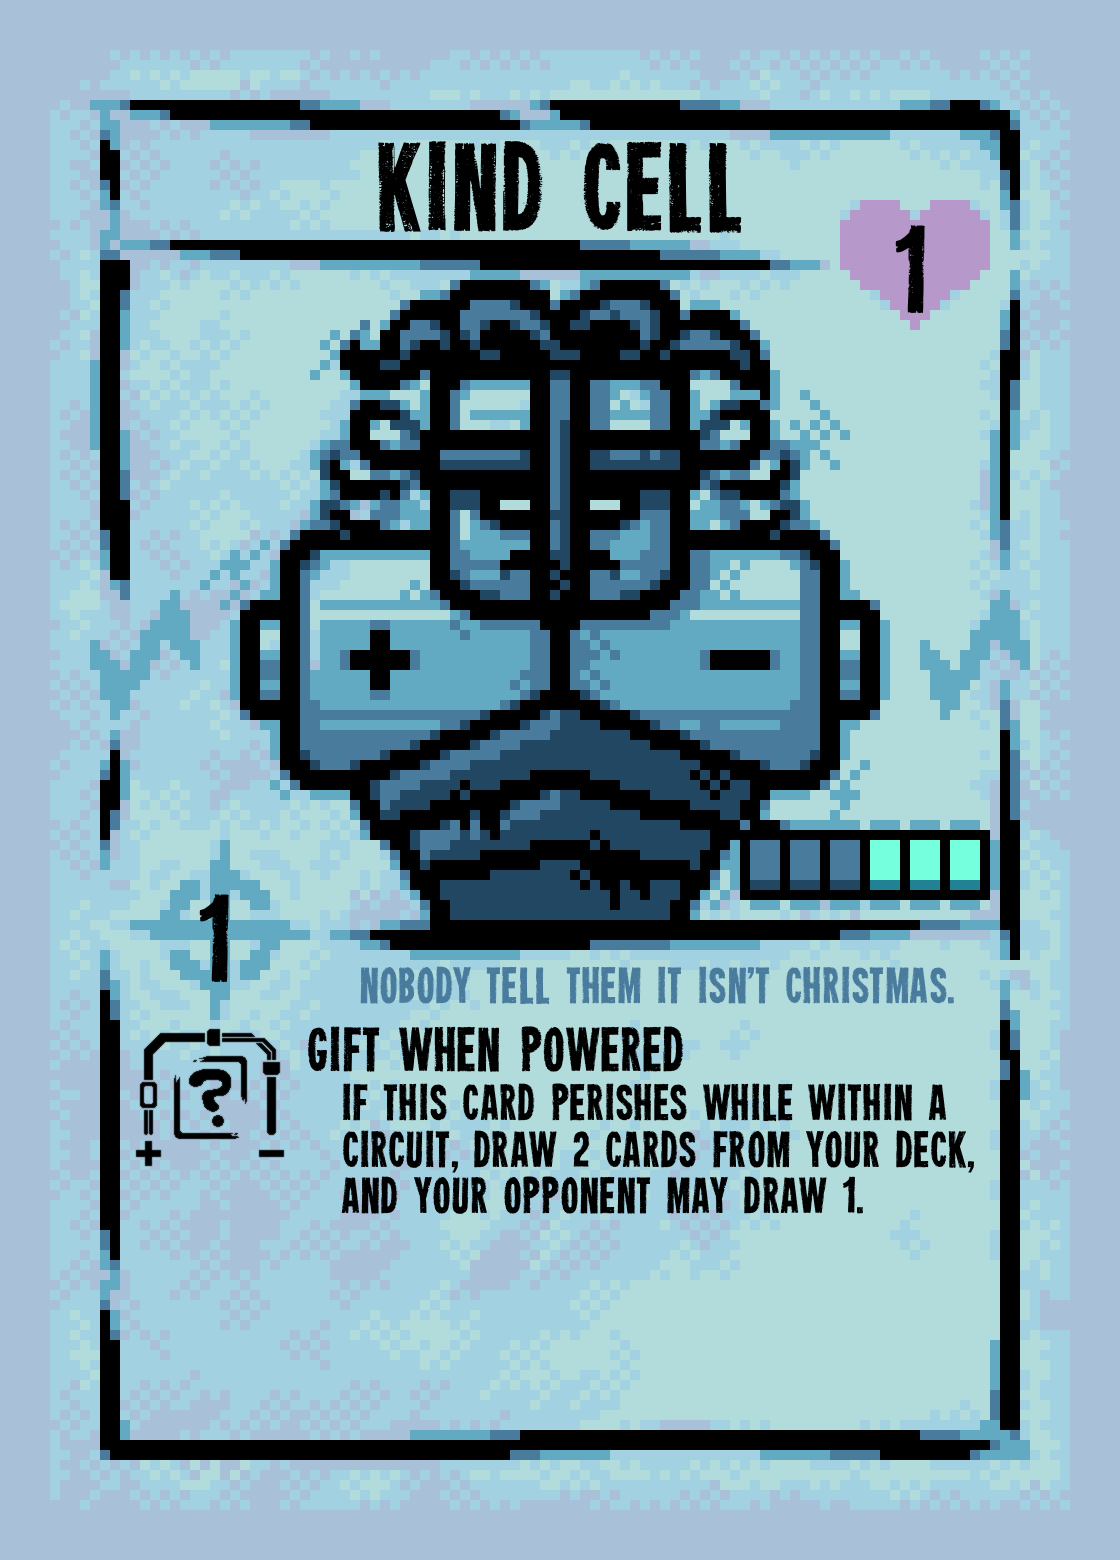 KIND CELL
1
+ −
1
NOBODY TELL THEM IT ISN'T CHRISTMAS.
GIFT WHEN POWERED
?
+ −
IF THIS CARD PERISHES WHILE WITHIN A
CIRCUIT, DRAW 2 CARDS FROM YOUR DECK,
AND YOUR OPPONENT MAY DRAW 1.